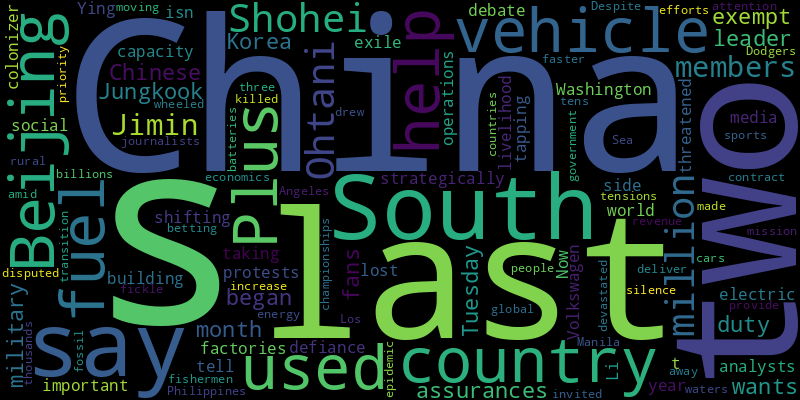 China
S
last
two
South
say
country
vehicle
Beijing
help
fuel
used
Plus
million
Shohei
Ohtani
Jimin
Jungkook
Korea
Chinese
members
leader
exempt
Washington
debate
exile
capacity
social
Ying
moving
isn
colonizer
priority
wheeled
three
killed
journalists
batteries
drew
operations
countries
livelihood
tapping
faster
Despite
efforts
attention
Dodgers
tens
threatened
media
sports
government
Sea
contract
made
mission
revenue
provide
cars
deliver
electric
duty
analysts
wants
year
away
waters
t
tensions
side
world
silence
people
Now
Volkswagen
global
devastated
Manila
Li
invited
assurances
Tuesday
strategically
fans
lost
championships
Angeles
economics
billions
rural
amid
shifting
betting
taking
protests
increase
began
energy
Los
defiance
month
factories
tell
fishermen
Philippines
important
building
fickle
transition
disputed
military
thousands
fossil
epidemic